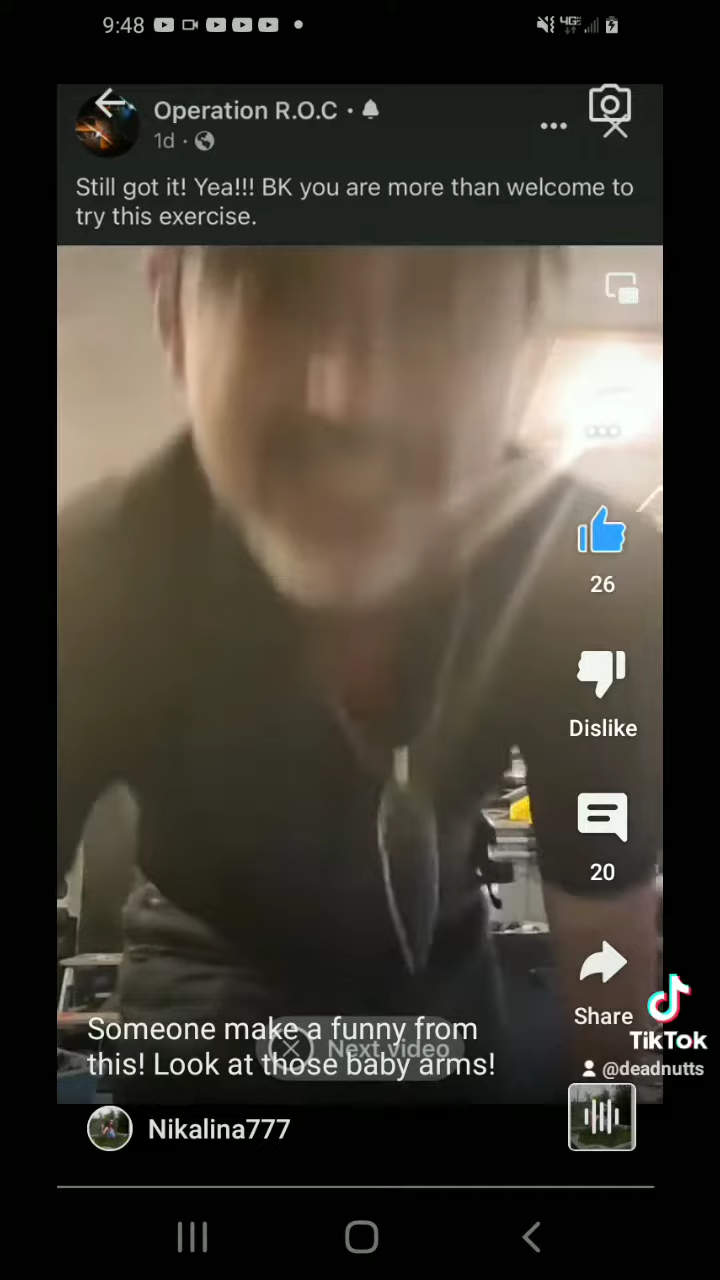 9:48
4GE
Operation R.O.C •
1d •
Still got it! Yea!!! BK you are more than welcome to
try this exercise.
26
Dislike
20
Share
TikTok
@deadnutts
Someone make a funny from
this! Look at those baby arms!
Next video
Nikalina777